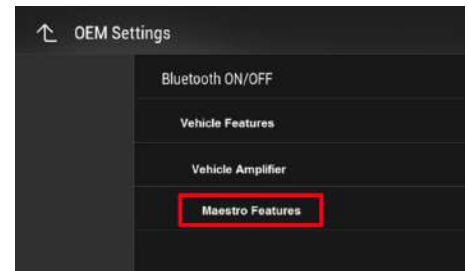 OEM Settings
Bluetooth ON/OFF
Vehicle Features
Vehicle Amplifier
Maestro Features